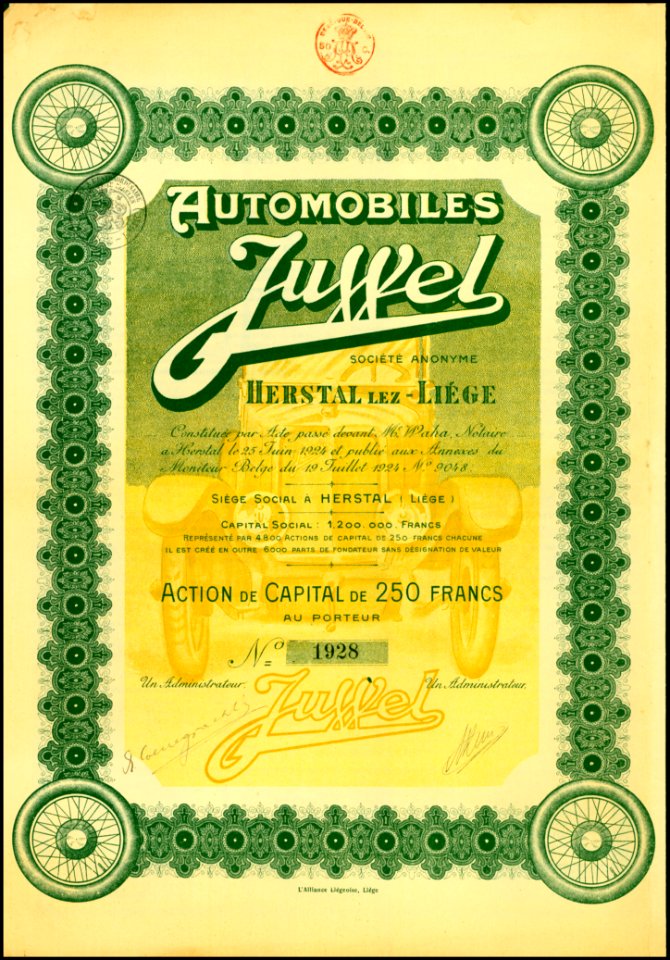 AUTOMOBILES
Juwel
SOCIÉTÉ ANONYME
HERSTAL LEZ-LIÉGE
Constituée par Acte passé devant Me Waha, Notaire
a Herstal le 25 Juin 1924 et publié aux Annexes du
Moniteur Belge du 19 Juillet 1924 No 9048.
SIÈGE SOCIAL À HERSTAL ( LIÉGE )
CAPITAL SOCIAL : 1.200.000. FRANCS
REPRÉSENTÉ PAR 4.800 ACTIONS DE CAPITAL DE 250 FRANCS CHACUNE
IL EST CRÉÉ EN OUTRE 6.000 PARTS DE FONDATEUR SANS DÉSIGNATION DE VALEUR
ACTION DE CAPITAL DE 250 FRANCS
AU PORTEUR
No 1928
Un Administrateur. Un Administrateur.
Juwel
L'Alliance Liégeoise, Liége